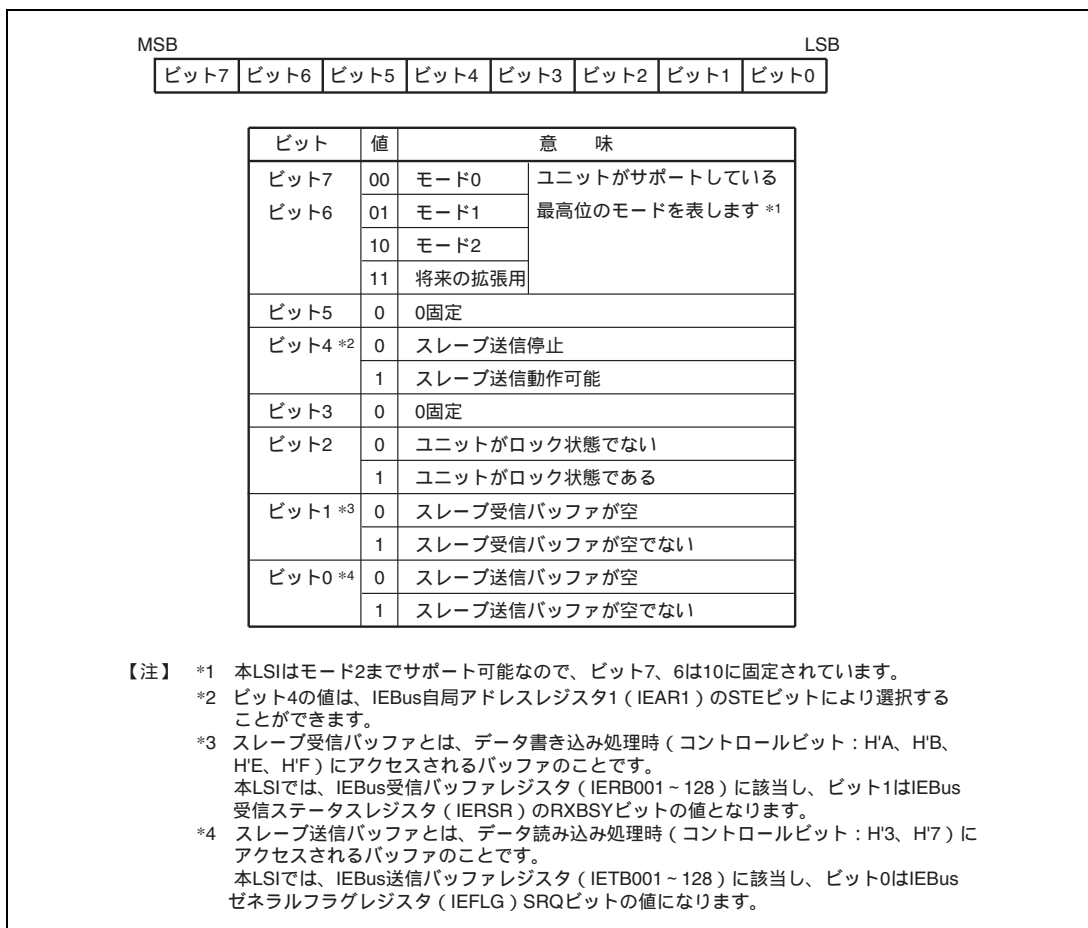 MSB LSB
ビット7 ビット6 ビット5 ビット4 ビット3 ビット2 ビット1 ビット0
ビット 値 意 味
ビット7 00 モード0 ユニットがサポートしている
ビット6 01 モード1 最高位のモードを表します *1
10 モード2
11 将来の拡張用
ビット5 0 0固定
ビット4 *2 0 スレーブ送信停止
1 スレーブ送信動作可能
ビット3 0 0固定
ビット2 0 ユニットがロック状態でない
1 ユニットがロック状態である
ビット1 *3 0 スレーブ受信バッファが空
1 スレーブ受信バッファが空でない
ビット0 *4 0 スレーブ送信バッファが空
1 スレーブ送信バッファが空でない
【注】 *1 本LSIはモード2までサポート可能なので、ビット7、6は10に固定されています。
*2 ビット4の値は、IEBus自局アドレスレジスタ1(IEAR1)のSTEビットにより選択する
ことができます。
*3 スレーブ受信バッファとは、データ書き込み処理時(コントロールビット:H'A、H'B、
H'E、H'F)にアクセスされるバッファのことです。
本LSIでは、IEBus受信バッファレジスタ(IERB001~128)に該当し、ビット1はIEBus
受信ステータスレジスタ(IERSR)のRXBSYビットの値となります。
*4 スレーブ送信バッファとは、データ読み込み処理時(コントロールビット:H'3、H'7)に
アクセスされるバッファのことです。
本LSIでは、IEBus送信バッファレジスタ(IETB001~128)に該当し、ビット0はIEBus
ゼネラルフラグレジスタ(IEFLG)SRQビットの値になります。